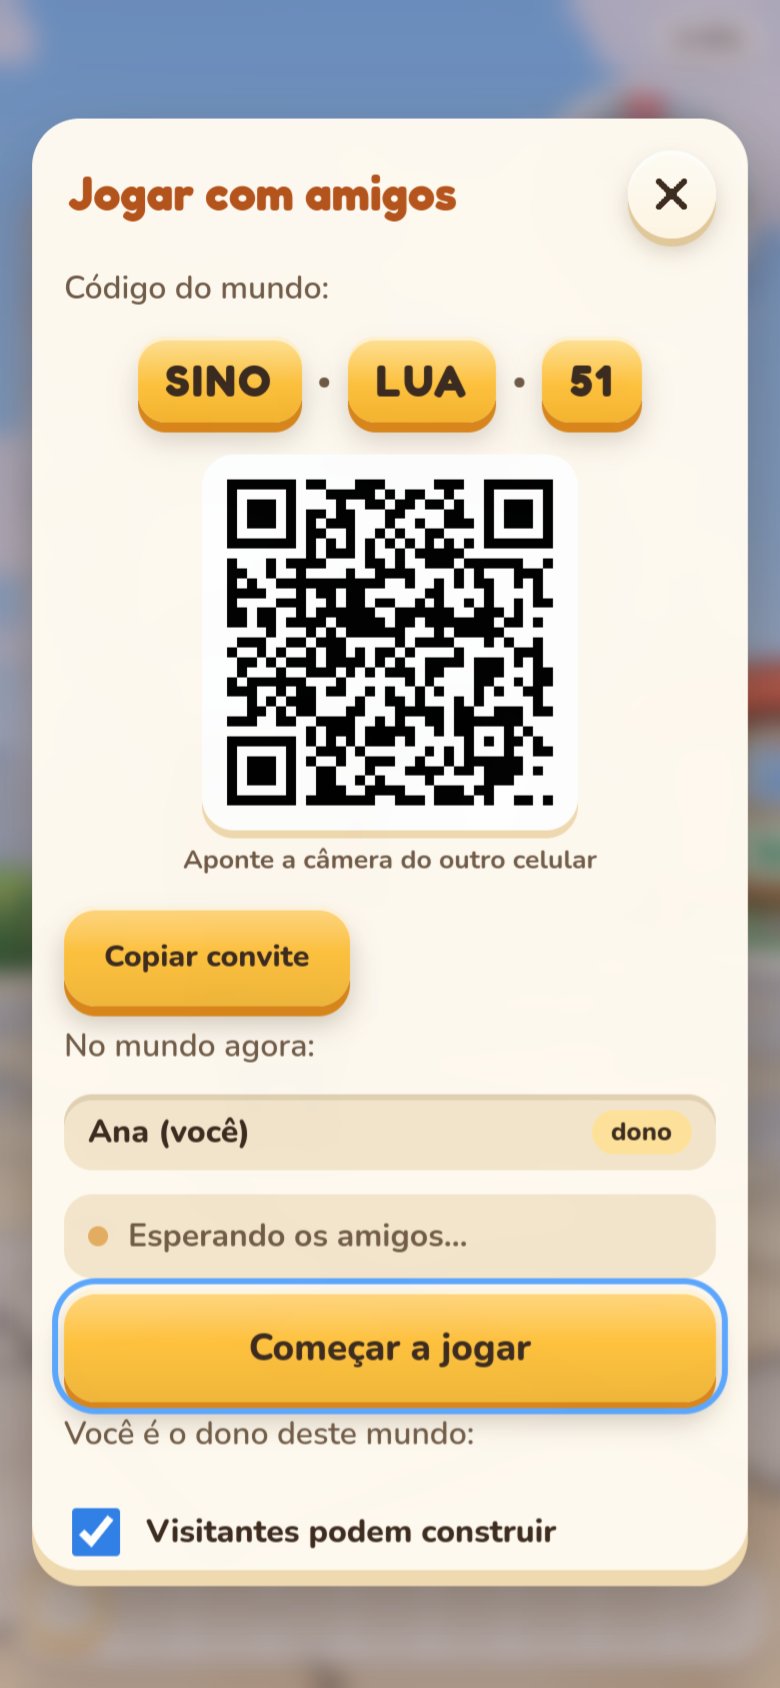 Jogar com amigos
Código do mundo:
SINO · LUA · 51
Aponte a câmera do outro celular
Copiar convite
No mundo agora:
Ana (você) dono
Esperando os amigos...
Começar a jogar
Você é o dono deste mundo:
Visitantes podem construir